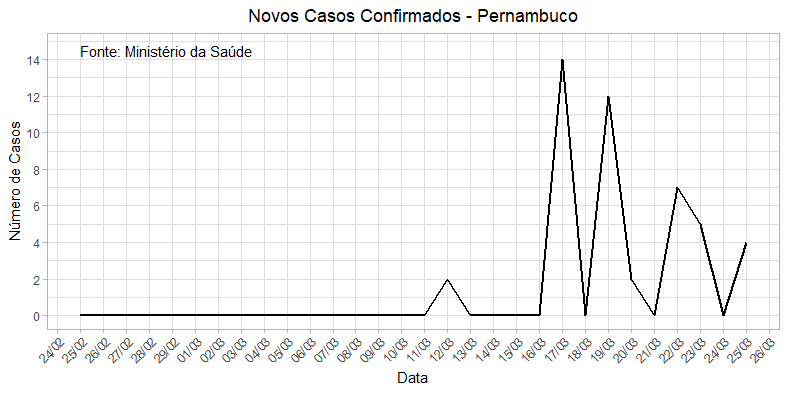 Novos Casos Confirmados - Pernambuco
Fonte: Ministério da Saúde
Número de Casos
14
12
10
8
6
4
2
0
24/02 25/02 26/02 27/02 28/02 29/02 01/03 02/03 03/03 04/03 05/03 06/03 07/03 08/03 09/03 10/03 11/03 12/03 13/03 14/03 15/03 16/03 17/03 18/03 19/03 20/03 21/03 22/03 23/03 24/03 25/03 26/03
Data